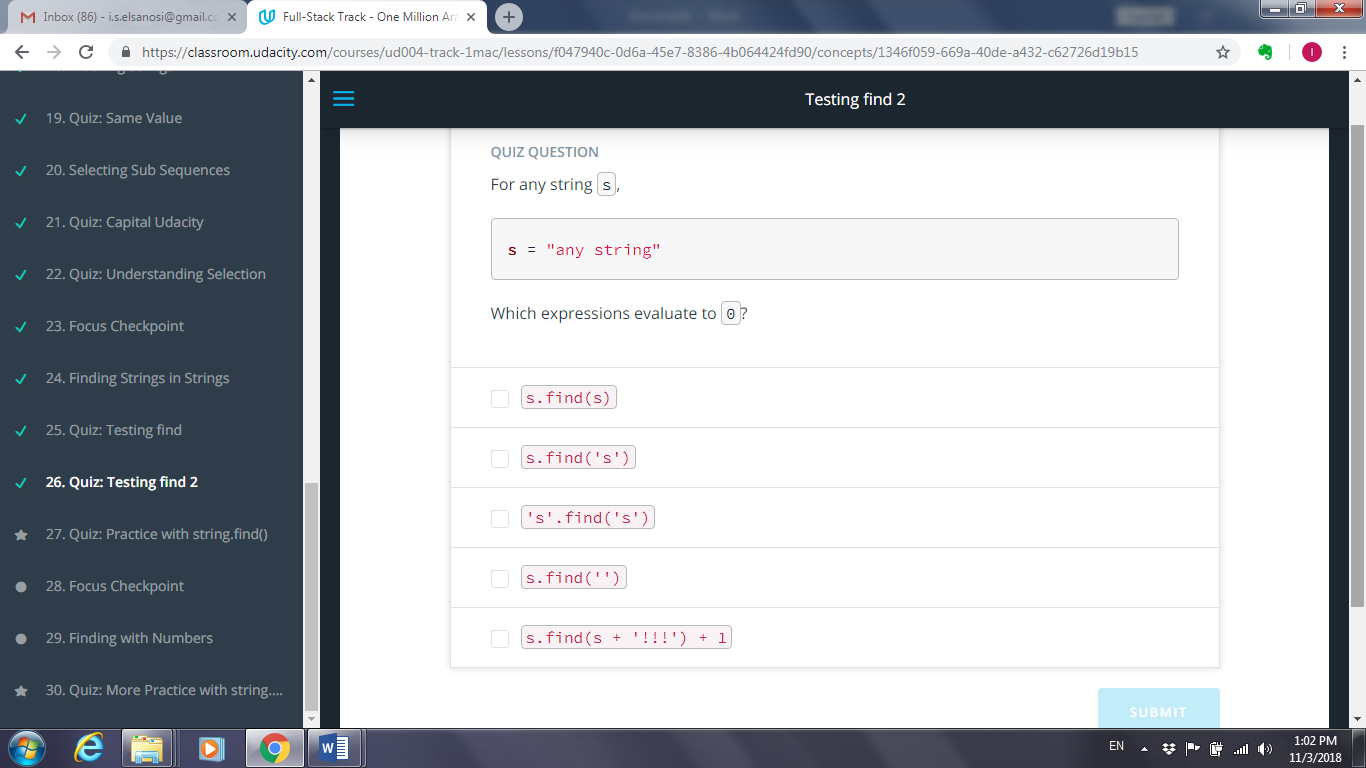 Inbox (86) - i.s.elsanosi@gmail.cc
Full-Stack Track - One Million Ara
https://classroom.udacity.com/courses/ud004-track-1mac/lessons/f047940c-0d6a-45e7-8386-4b064424fd90/concepts/1346f059-669a-40de-a432-c62726d19b15
I
19. Quiz: Same Value
20. Selecting Sub Sequences
21. Quiz: Capital Udacity
22. Quiz: Understanding Selection
23. Focus Checkpoint
24. Finding Strings in Strings
25. Quiz: Testing find
26. Quiz: Testing find 2
27. Quiz: Practice with string.find()
28. Focus Checkpoint
29. Finding with Numbers
30. Quiz: More Practice with string....
Testing find 2
QUIZ QUESTION
For any string s,
s = "any string"
Which expressions evaluate to 0?
s.find(s)
s.find('s')
's'.find('s')
s.find('')
s.find(s + '!!!') + 1
SUBMIT
EN
1:02 PM
11/3/2018